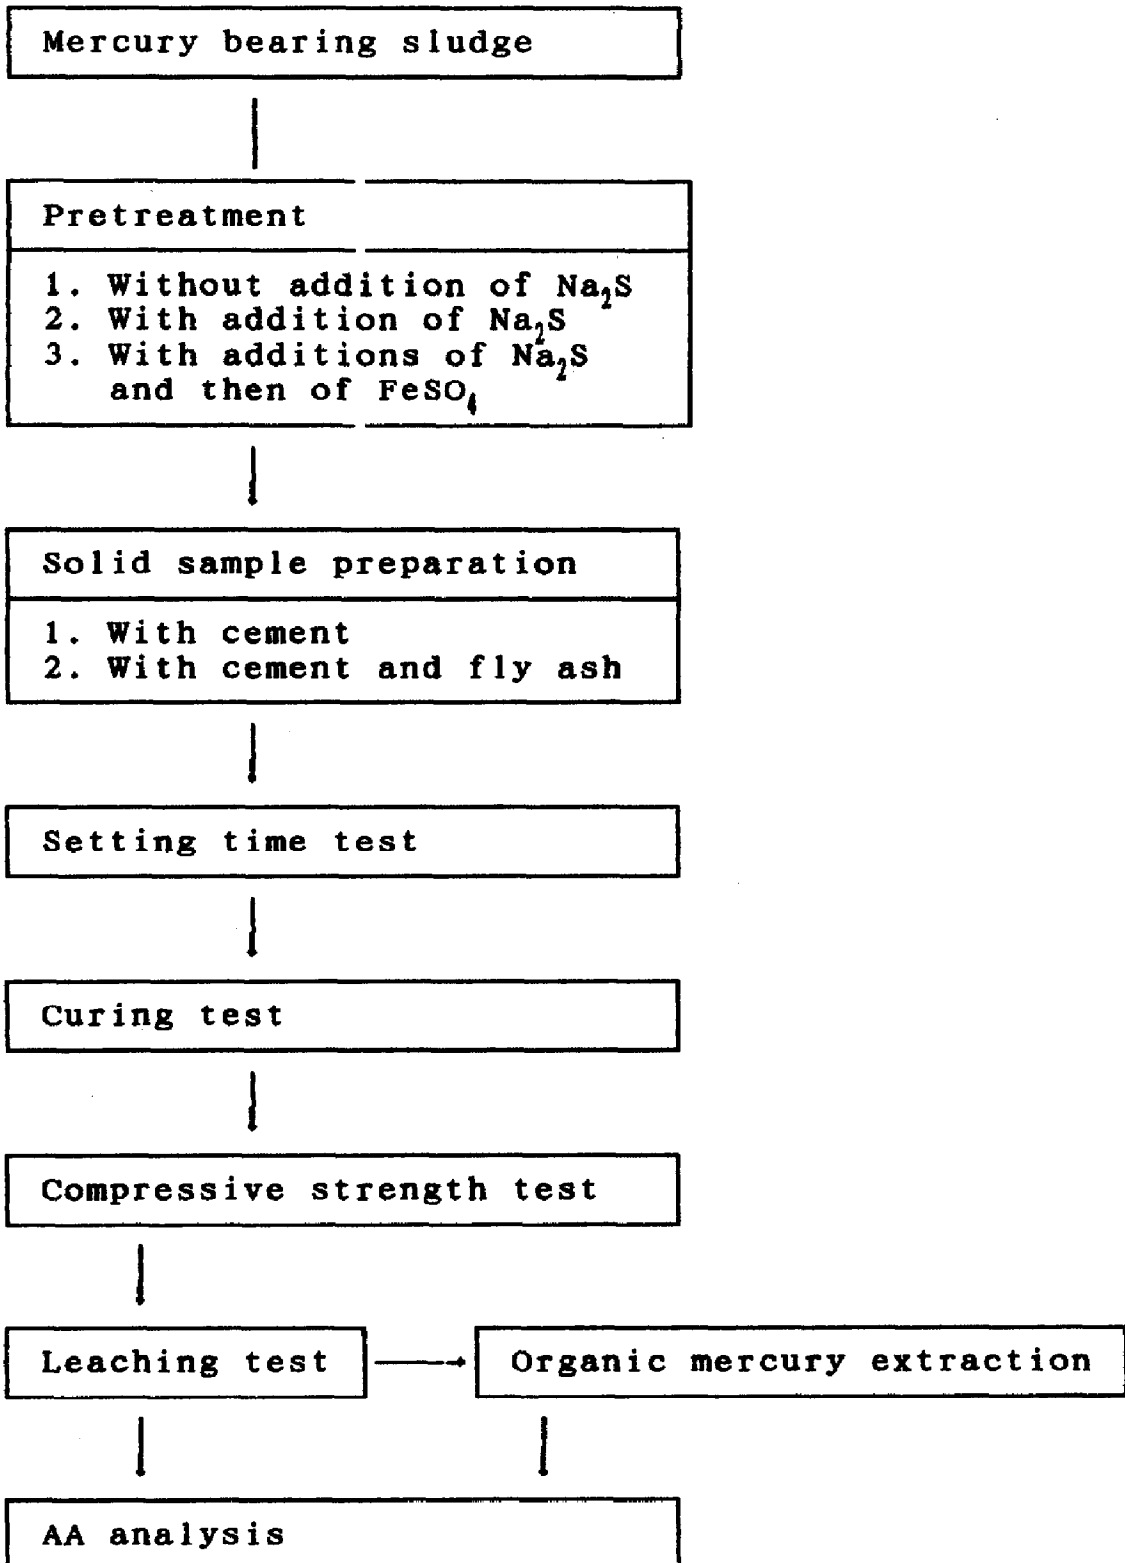 Mercury bearing sludge
Pretreatment
1. Without addition of Na₂S
2. With addition of Na₂S
3. With additions of Na₂S
and then of FeSO₄
Solid sample preparation
1. With cement
2. With cement and fly ash
Setting time test
Curing test
Compressive strength test
Leaching test
Organic mercury extraction
AA analysis